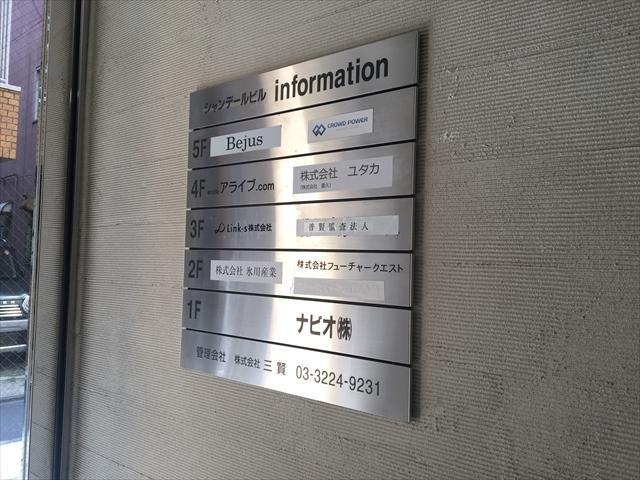 シャンデールビル information
5F Bejus CROWD POWER
4F アライブ.com 株式会社 ユタカ
3F Link-s株式会社 普賢監査法人
2F 株式会社 氷川産業 株式会社フューチャークエスト
1F ナビオ㈱
管理会社 株式会社 三賢 03-3224-9231